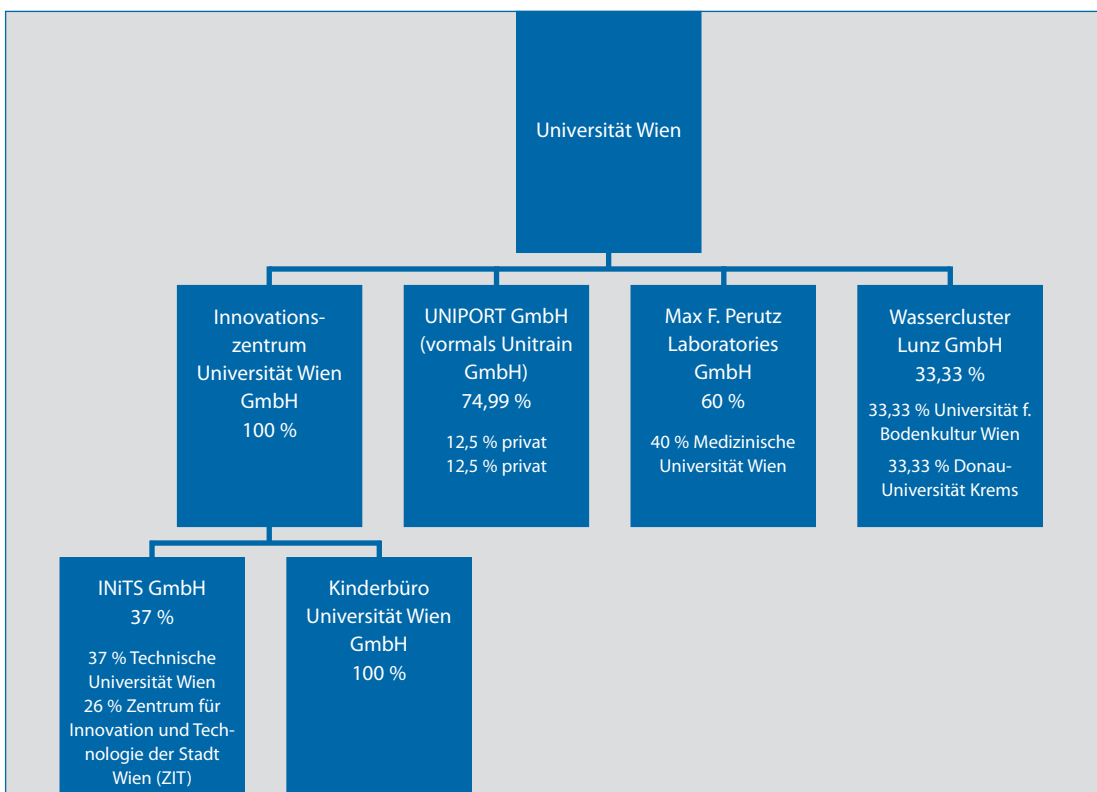 Universität Wien
Innovations-
zentrum
Universität Wien
GmbH
100 %
UNIPORT GmbH
(vormals Unitrain
GmbH)
74,99 %
12,5 % privat
12,5 % privat
Max F. Perutz
Laboratories
GmbH
60 %
40 % Medizinische
Universität Wien
Wassercluster
Lunz GmbH
33,33 %
33,33 % Universität f.
Bodenkultur Wien
33,33 % Donau-
Universität Krems
INiTS GmbH
37 %
37 % Technische
Universität Wien
26 % Zentrum für
Innovation und Tech-
nologie der Stadt
Wien (ZIT)
Kinderbüro
Universität Wien
GmbH
100 %